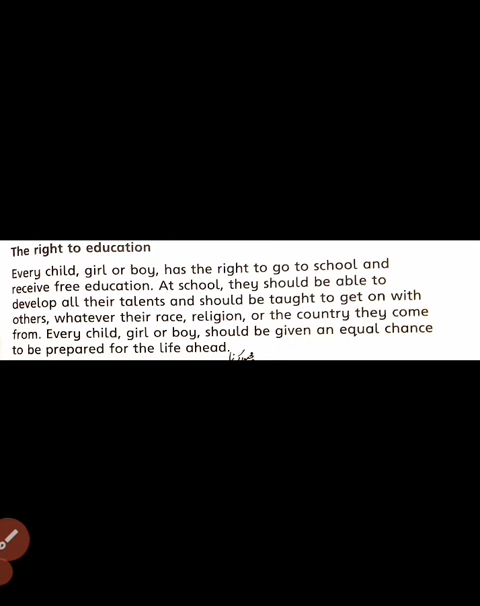 The right to education
Every child, girl or boy, has the right to go to school and
receive free education. At school, they should be able to
develop all their talents and should be taught to get on with
others, whatever their race, religion, or the country they come
from. Every child, girl or boy, should be given an equal chance
to be prepared for the life ahead.